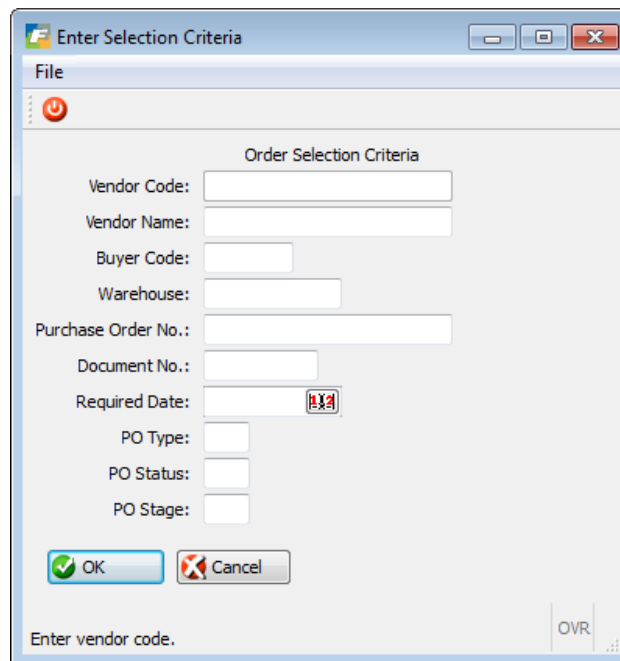 Enter Selection Criteria
File
Order Selection Criteria
Vendor Code:
Vendor Name:
Buyer Code:
Warehouse:
Purchase Order No.:
Document No.:
Required Date:
PO Type:
PO Status:
PO Stage:
OK Cancel
Enter vendor code. OVR